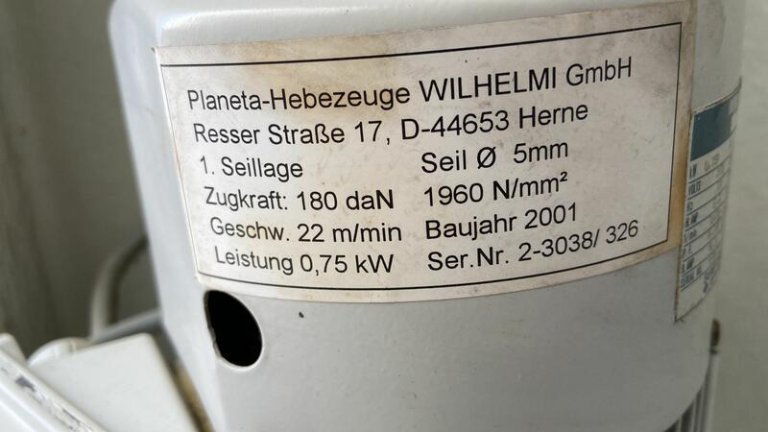 Planeta-Hebezeuge WILHELMI GmbH
Resser Straße 17, D-44653 Herne
1. Seillage Seil Ø 5mm
Zugkraft: 180 daN 1960 N/mm²
Geschw. 22 m/min Baujahr 2001
Leistung 0,75 kW Ser.Nr. 2-3038/ 326